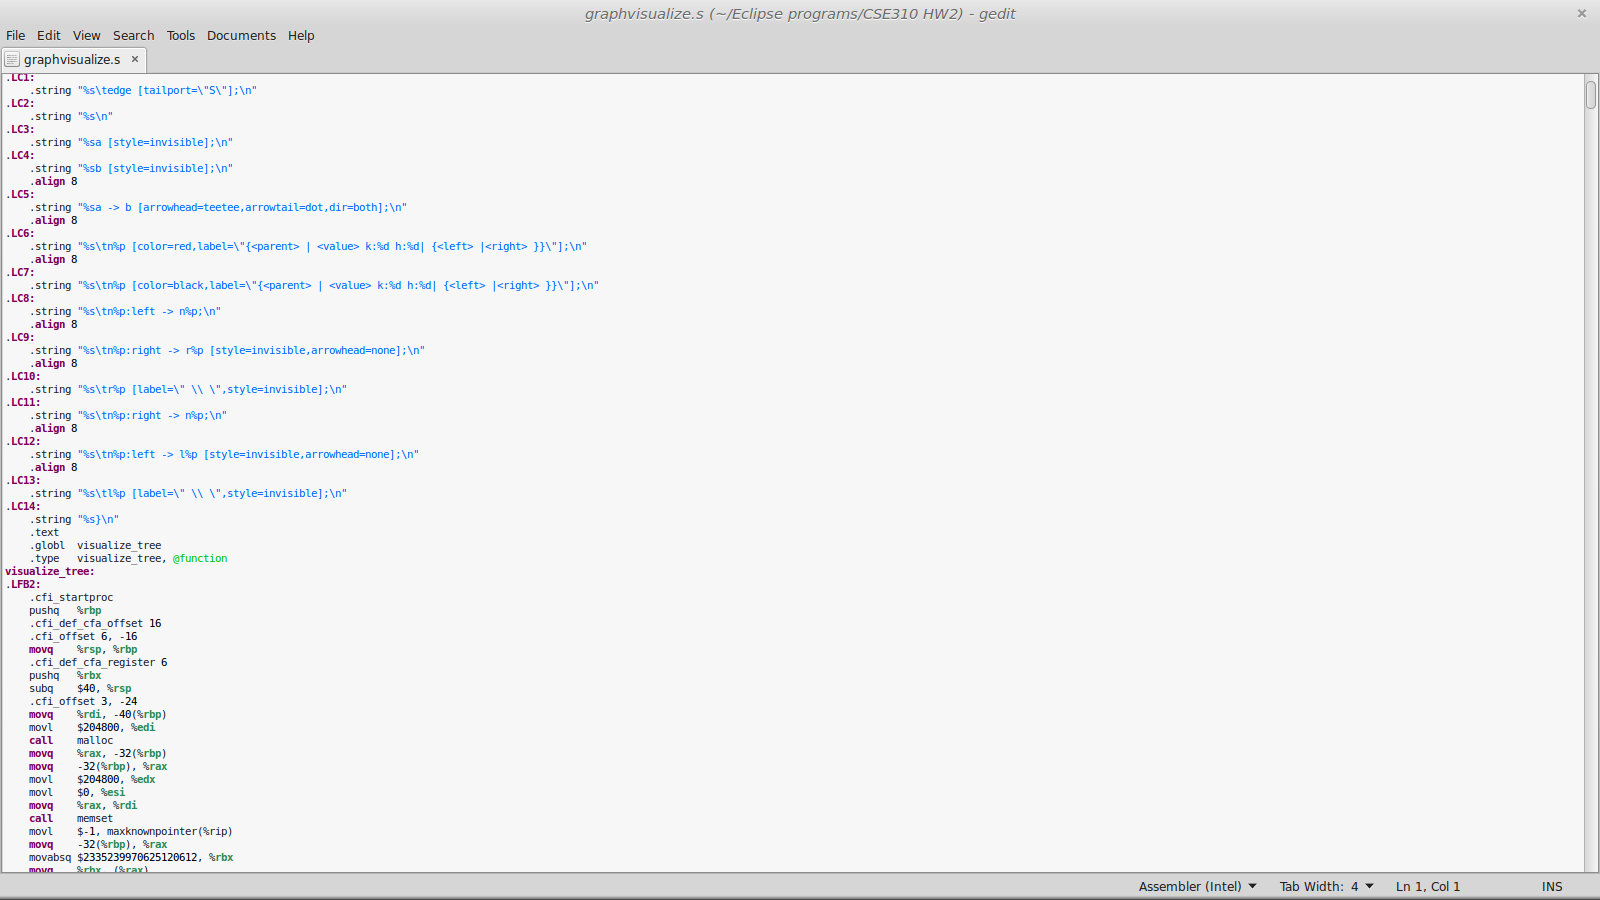 graphvisualize.s (~/Eclipse programs/CSE310 HW2) - gedit
File Edit View Search Tools Documents Help
graphvisualize.s
.LC1:
.string "%s\tedge [tailport=\"S\"];\n"
.LC2:
.string "%s\n"
.LC3:
.string "%sa [style=invisible];\n"
.LC4:
.string "%sb [style=invisible];\n"
.align 8
.LC5:
.string "%sa -> b [arrowhead=teetee,arrowtail=dot,dir=both];\n"
.align 8
.LC6:
.string "%s\tn%p [color=red,label=\"{<parent> | <value> k:%d h:%d| {<left> |<right> }}\"];\n"
.align 8
.LC7:
.string "%s\tn%p [color=black,label=\"{<parent> | <value> k:%d h:%d| {<left> |<right> }}\"];\n"
.LC8:
.string "%s\tn%p:left -> n%p;\n"
.align 8
.LC9:
.string "%s\tn%p:right -> r%p [style=invisible,arrowhead=none];\n"
.align 8
.LC10:
.string "%s\tr%p [label=\" \\ \",style=invisible];\n"
.LC11:
.string "%s\tn%p:right -> n%p;\n"
.align 8
.LC12:
.string "%s\tn%p:left -> l%p [style=invisible,arrowhead=none];\n"
.align 8
.LC13:
.string "%s\tl%p [label=\" \\ \",style=invisible];\n"
.LC14:
.string "%s}\n"
.text
.globl visualize_tree
.type visualize_tree, @function
visualize_tree:
.LFB2:
.cfi_startproc
pushq %rbp
.cfi_def_cfa_offset 16
.cfi_offset 6, -16
movq %rsp, %rbp
.cfi_def_cfa_register 6
pushq %rbx
subq $40, %rsp
.cfi_offset 3, -24
movq %rdi, -40(%rbp)
movl $204800, %edi
call malloc
movq %rax, -32(%rbp)
movq -32(%rbp), %rax
movl $204800, %edx
movl $0, %esi
movq %rax, %rdi
call memset
movl $-1, maxknownpointer(%rip)
movq -32(%rbp), %rax
movabsq $2335239970625120612, %rbx
movq %rbx, (%rax)
Assembler (Intel) Tab Width: 4 Ln 1, Col 1 INS